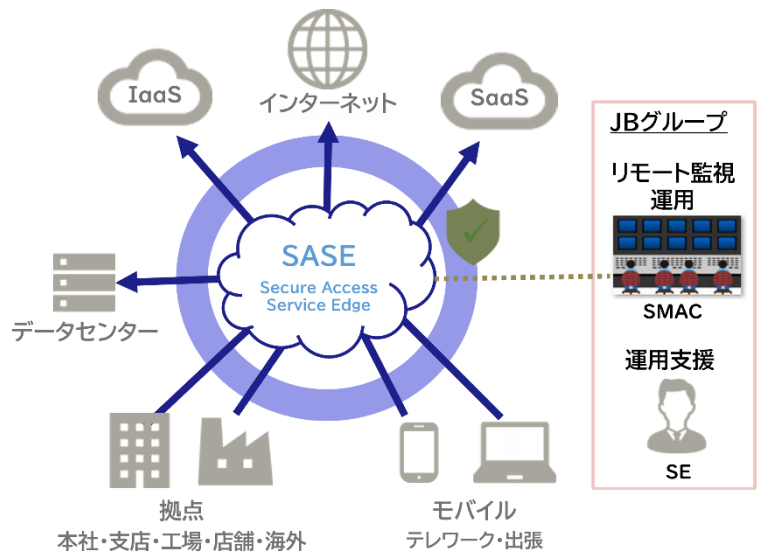 IaaS
インターネット
SaaS
SASE
Secure Access
Service Edge
データセンター
拠点
本社・支店・工場・店舗・海外
モバイル
テレワーク・出張
JBグループ
リモート監視
運用
SMAC
運用支援
SE